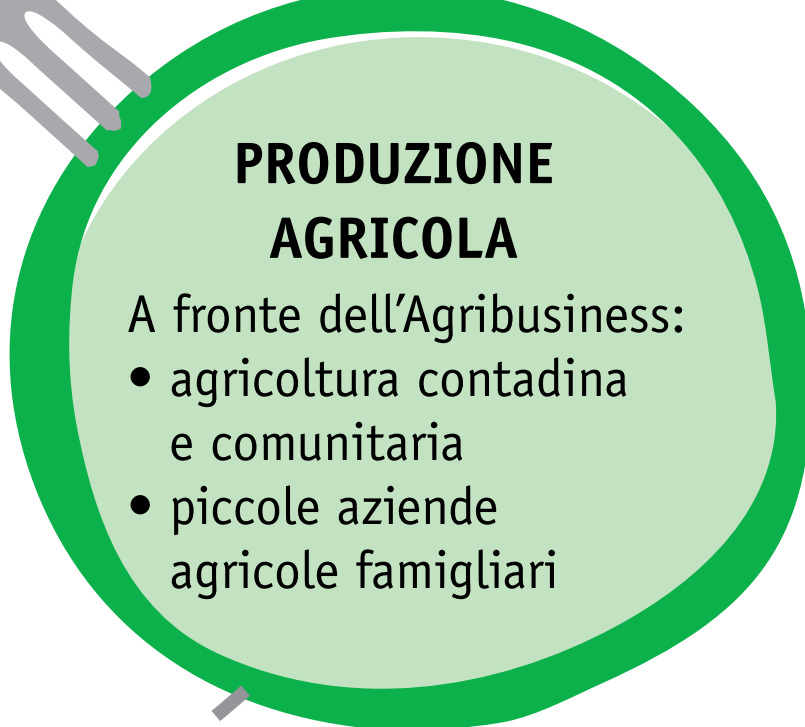 PRODUZIONE
AGRICOLA
A fronte dell’Agribusiness:
• agricoltura contadina
e comunitaria
• piccole aziende
agricole famigliari